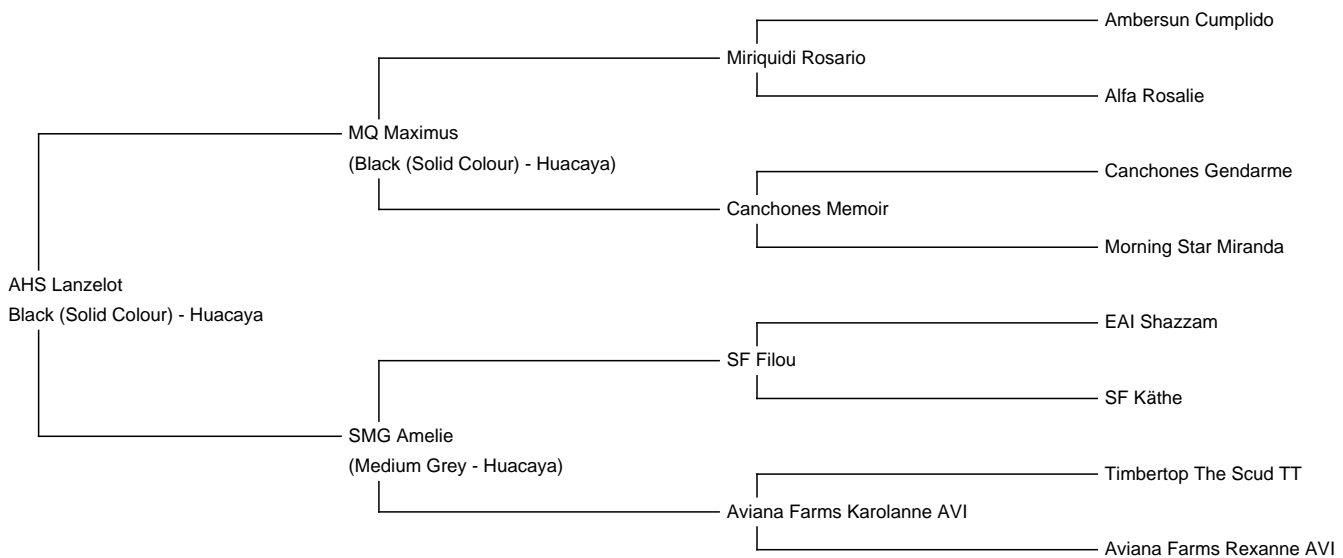 Ambersun Cumplido
Miriquidi Rosario
Alfa Rosalie
MQ Maximus
(Black (Solid Colour) - Huacaya)
Canchones Gendarme
Canchones Memoir
Morning Star Miranda
AHS Lanzelot
Black (Solid Colour) - Huacaya
EAI Shazzam
SF Filou
SF Käthe
SMG Amelie
(Medium Grey - Huacaya)
Timbertop The Scud TT
Aviana Farms Karolanne AVI
Aviana Farms Rexanne AVI